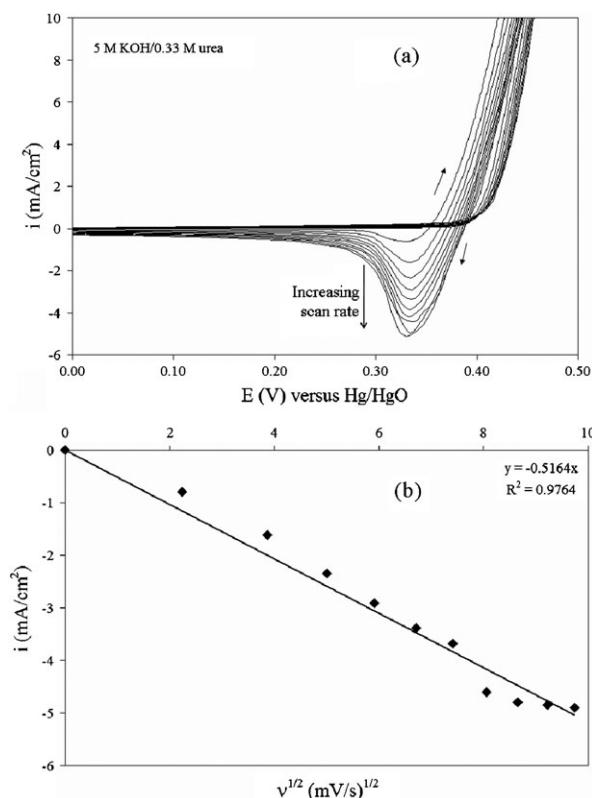 10
8
6
4
2
0
-2
-4
-6
i (mA/cm²)
5 M KOH/0.33 M urea
(a)
Increasing
scan rate
0.00 0.10 0.20 0.30 0.40 0.50
E (V) versus Hg/HgO
0 2 4 6 8 10
0
-1
-2
-3
-4
-5
-6
i (mA/cm²)
(b)
y = -0.5164x
R² = 0.9764
ν^1/2 (mV/s)^1/2